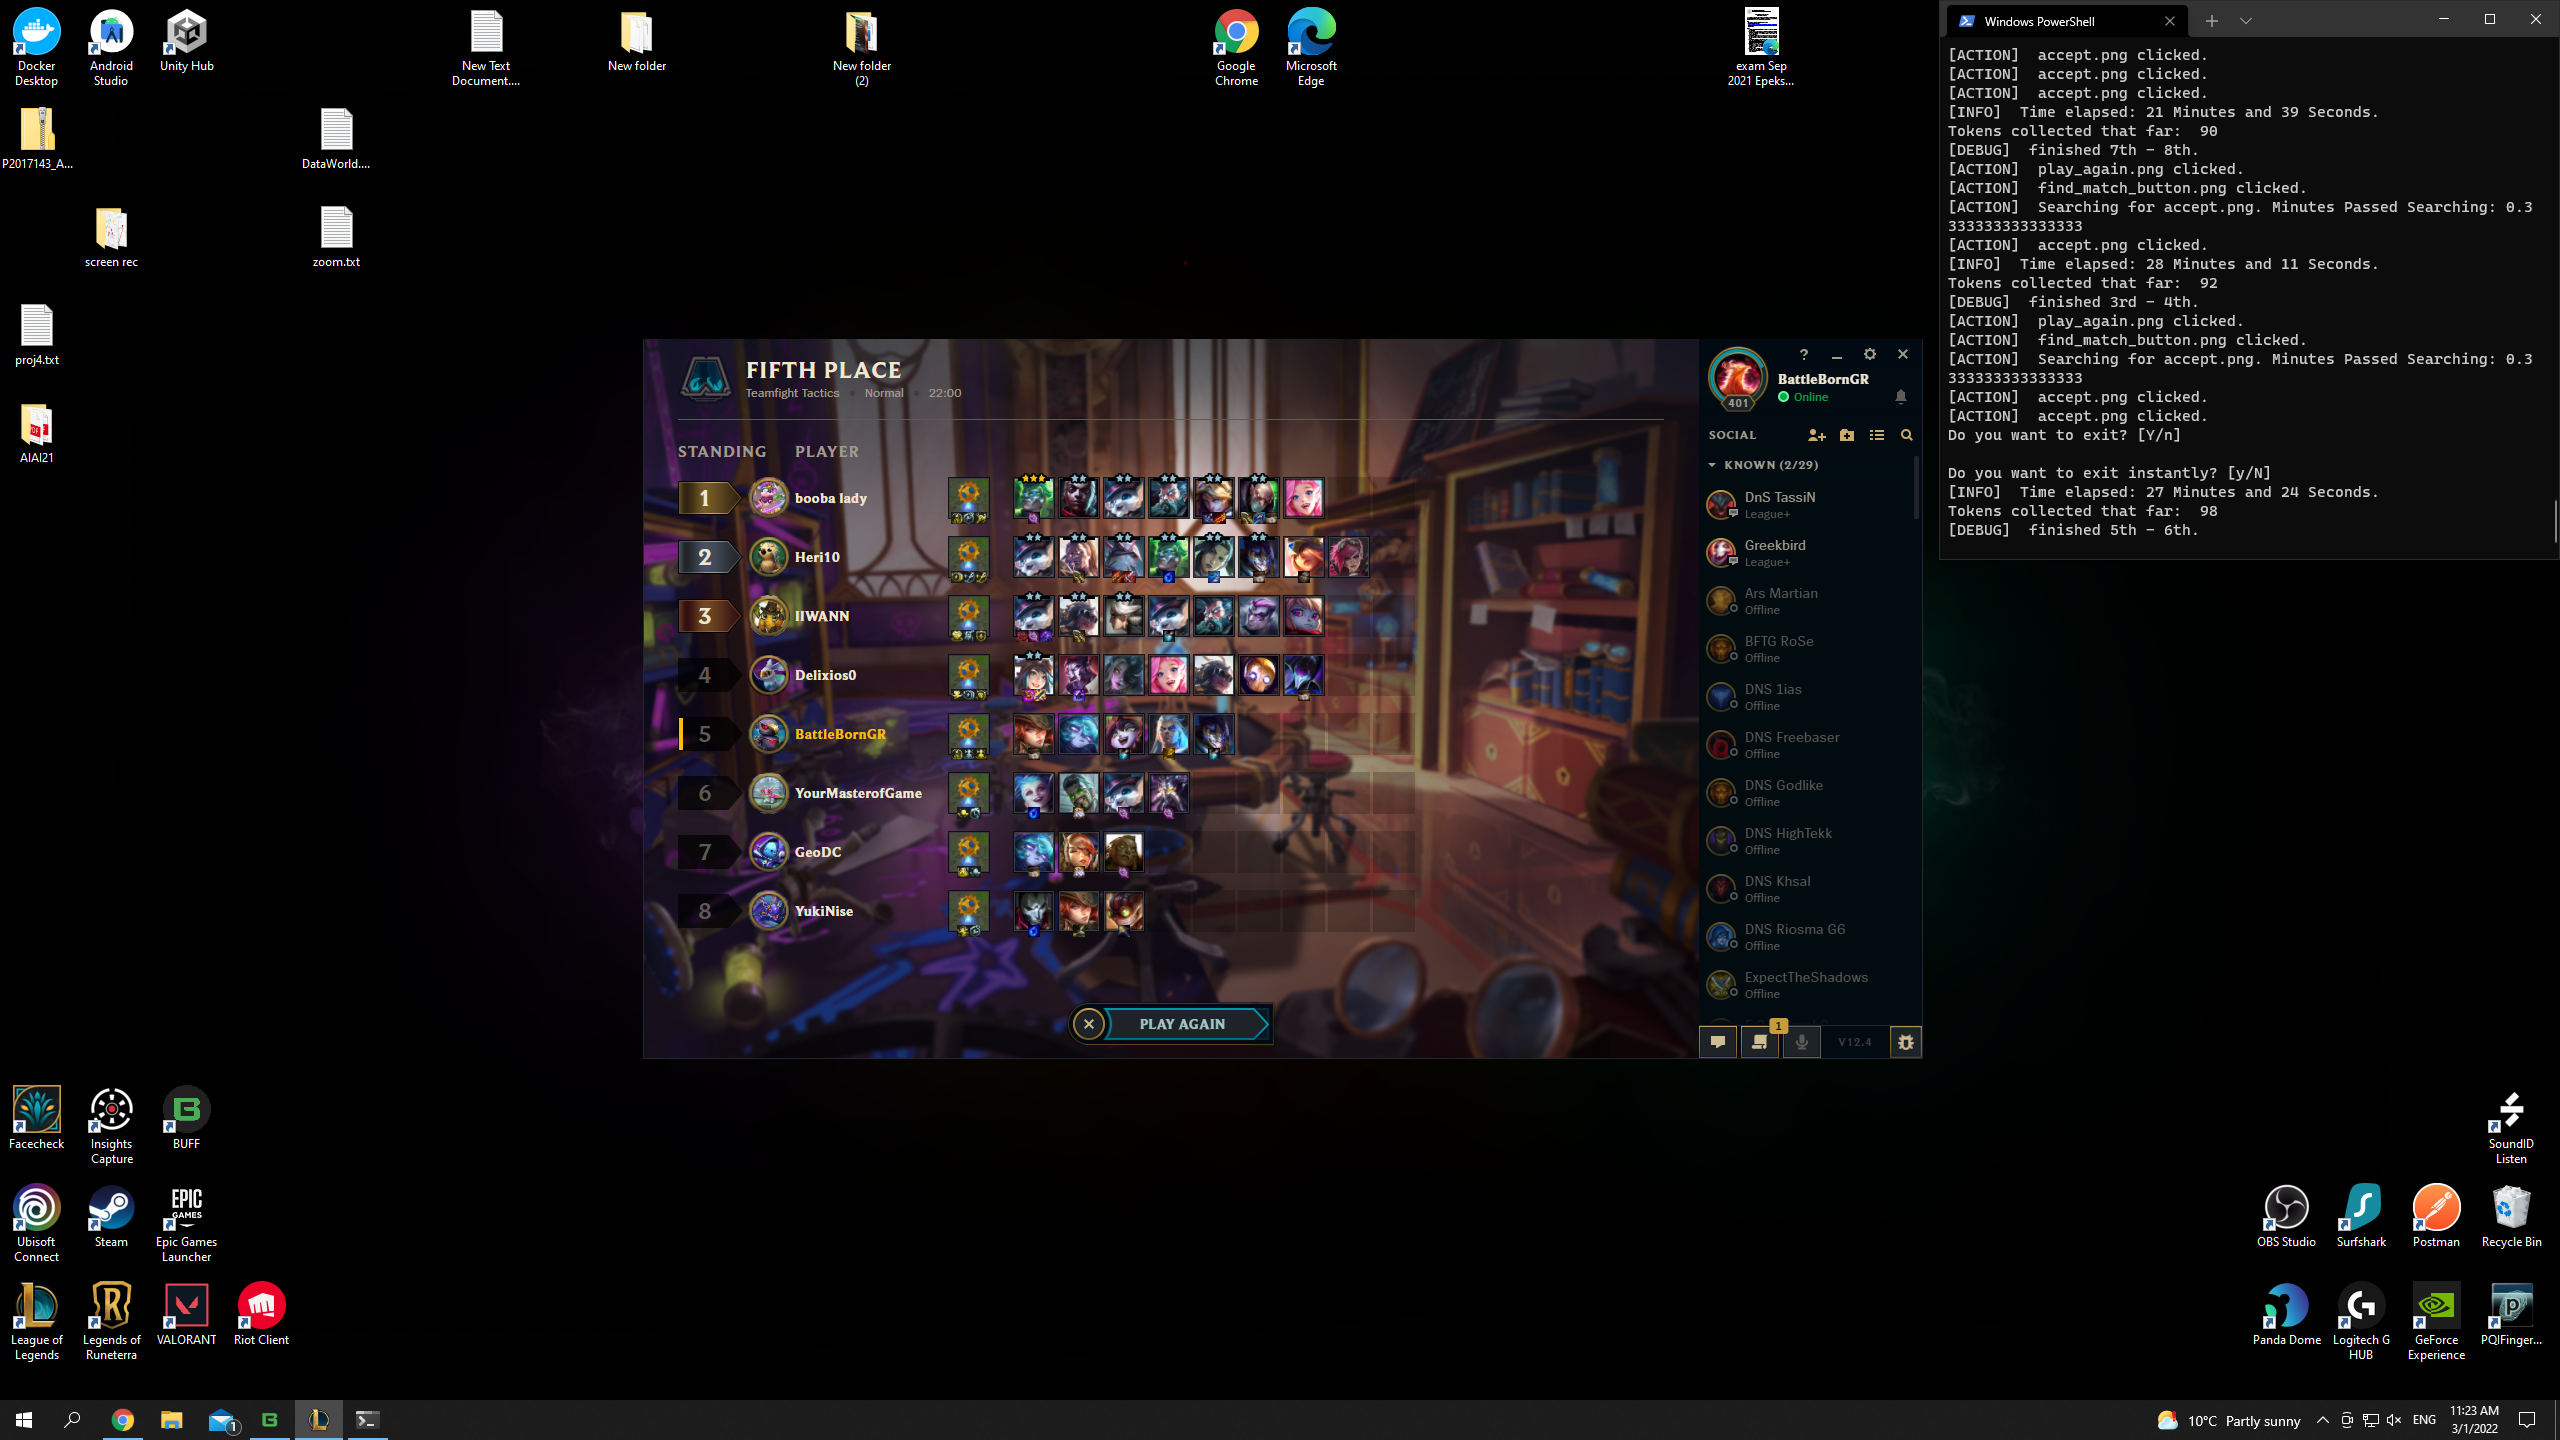 Docker Desktop
Android Studio
Unity Hub
New Text Document....
New folder
New folder (2)
Google Chrome
Microsoft Edge
exam Sep 2021 Epeks...
P2017143_A...
DataWorld....
screen rec
zoom.txt
proj4.txt
AIAI21
PDF
Windows PowerShell
[ACTION]  accept.png clicked.
[ACTION]  accept.png clicked.
[ACTION]  accept.png clicked.
[INFO]  Time elapsed: 21 Minutes and 39 Seconds.
Tokens collected that far:  90
[DEBUG]  finished 7th - 8th.
[ACTION]  play_again.png clicked.
[ACTION]  find_match_button.png clicked.
[ACTION]  Searching for accept.png. Minutes Passed Searching: 0.3
333333333333333
[ACTION]  accept.png clicked.
[INFO]  Time elapsed: 28 Minutes and 11 Seconds.
Tokens collected that far:  92
[DEBUG]  finished 3rd - 4th.
[ACTION]  play_again.png clicked.
[ACTION]  find_match_button.png clicked.
[ACTION]  Searching for accept.png. Minutes Passed Searching: 0.3
333333333333333
[ACTION]  accept.png clicked.
[ACTION]  accept.png clicked.
Do you want to exit? [Y/n]
Do you want to exit instantly? [y/N]
[INFO]  Time elapsed: 27 Minutes and 24 Seconds.
Tokens collected that far:  98
[DEBUG]  finished 5th - 6th.
FIFTH PLACE
Teamfight Tactics • Normal • 22:00
STANDING PLAYER
1 booba lady
2 Heri10
3 IIWANN
4 Delixios0
5 BattleBornGR
6 YourMasterofGame
7 GeoDC
8 YukiNise
PLAY AGAIN
?
BattleBornGR
401
Online
SOCIAL
KNOWN (2/29)
DnS TassiN
League+
Greekbird
League+
Ars Martian
Offline
BFTG RoSe
Offline
DNS 1ias
Offline
DNS Freebaser
Offline
DNS Godlike
Offline
DNS HighTekk
Offline
DNS Khsal
Offline
DNS Riosma G6
Offline
ExpectTheShadows
Offline
1
V12.4
Facecheck
Insights Capture
BUFF
Ubisoft Connect
Steam
EPIC GAMES
Epic Games Launcher
League of Legends
Legends of Runeterra
VALORANT
Riot Client
SoundID Listen
OBS Studio
Surfshark
Postman
Recycle Bin
Panda Dome
Logitech G HUB
GeForce Experience
PQIFinger...
1
10°C Partly sunny
ENG
11:23 AM
3/1/2022